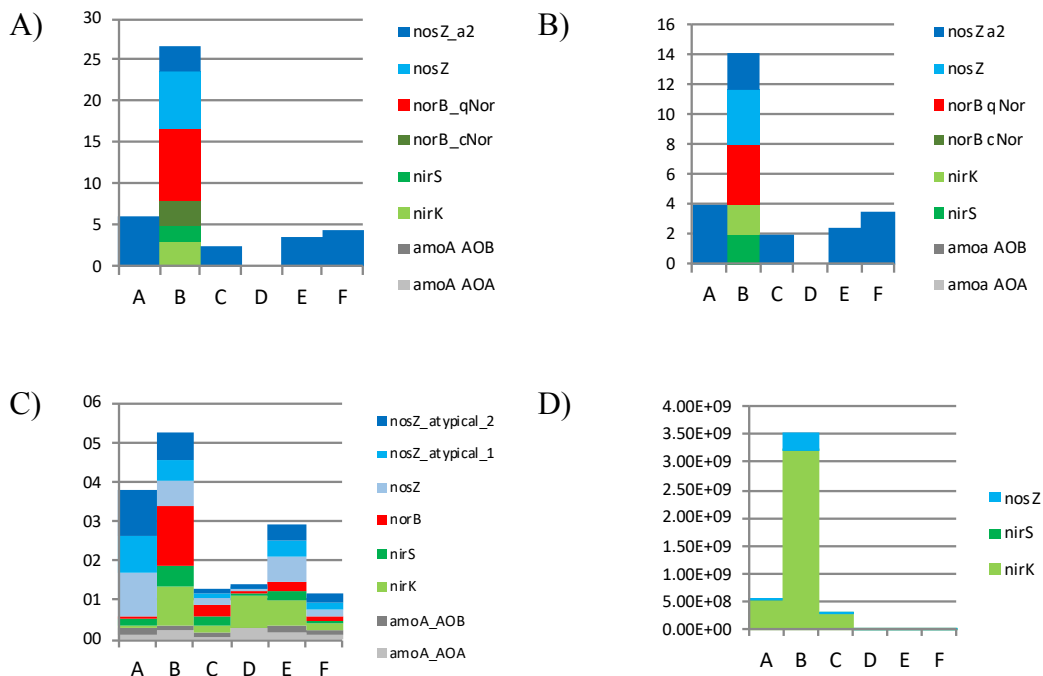 A)
30
25
20
15
10
5
0
A B C D E F
nosZ_a2
nosZ
norB_qNor
norB_cNor
nirS
nirK
amoA AOB
amoA AOA
B)
16
14
12
10
8
6
4
2
0
A B C D E F
nosZ a2
nosZ
norB qNor
norB cNor
nirK
nirS
amoa AOB
amoa AOA
C)
06
05
04
03
02
01
00
A B C D E F
nosZ_atypical_2
nosZ_atypical_1
nosZ
norB
nirS
nirK
amoA_AOB
amoA_AOA
D)
4.00E+09
3.50E+09
3.00E+09
2.50E+09
2.00E+09
1.50E+09
1.00E+09
5.00E+08
0.00E+00
A B C D E F
nosZ
nirS
nirK